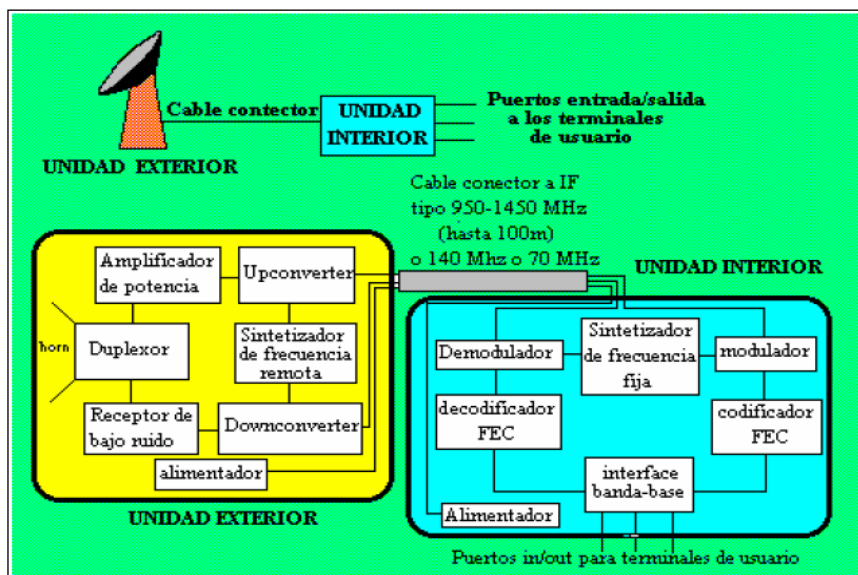 Cable contector
UNIDAD
INTERIOR
Puertos entrada/salida
a los terminales
de usuario
UNIDAD EXTERIOR
Cable conector a IF
tipo 950-1450 MHz
(hasta 100m)
o 140 Mhz o 70 MHz
UNIDAD INTERIOR
Amplificador
de potencia
Upconverter
horn
Duplexor
Sintetizador
de frecuencia
remota
Receptor de
bajo ruido
Downconverter
alimentador
UNIDAD EXTERIOR
Demodulador
Sintetizador
de frecuencia
fija
modulador
decodificador
FEC
codificador
FEC
interface
banda-base
Alimentador
Puertos in/out para terminales de usuario